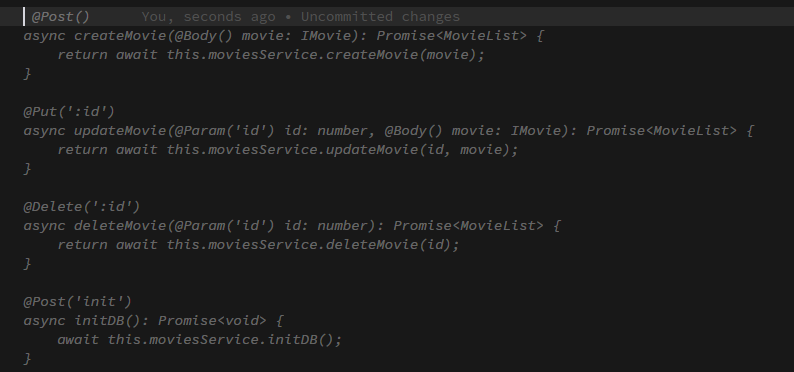 @Post()    You, seconds ago • Uncommitted changes
async createMovie(@Body() movie: IMovie): Promise<MovieList> {
    return await this.moviesService.createMovie(movie);
}

@Put(':id')
async updateMovie(@Param('id') id: number, @Body() movie: IMovie): Promise<MovieList> {
    return await this.moviesService.updateMovie(id, movie);
}

@Delete(':id')
async deleteMovie(@Param('id') id: number): Promise<MovieList> {
    return await this.moviesService.deleteMovie(id);
}

@Post('init')
async initDB(): Promise<void> {
    await this.moviesService.initDB();
}